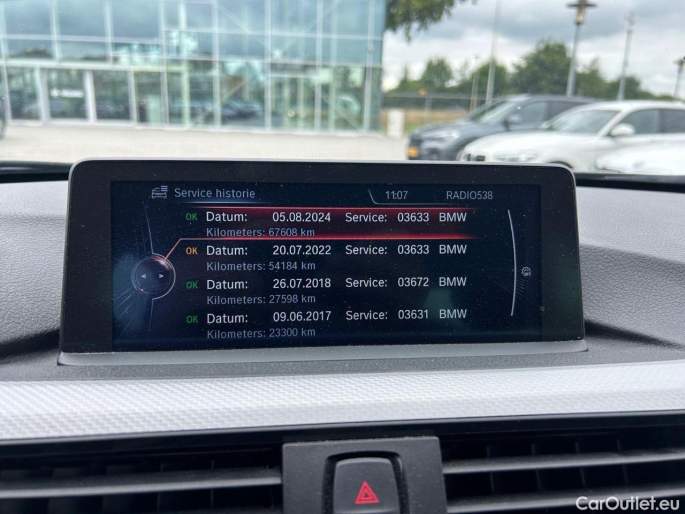 Service historie 11:07 RADIO538
OK Datum: 05.08.2024 Service: 03633 BMW
Kilometers: 67608 km
OK Datum: 20.07.2022 Service: 03633 BMW
Kilometers: 54184 km
OK Datum: 26.07.2018 Service: 03672 BMW
Kilometers: 27598 km
OK Datum: 09.06.2017 Service: 03631 BMW
Kilometers: 23300 km
CarOutlet.eu